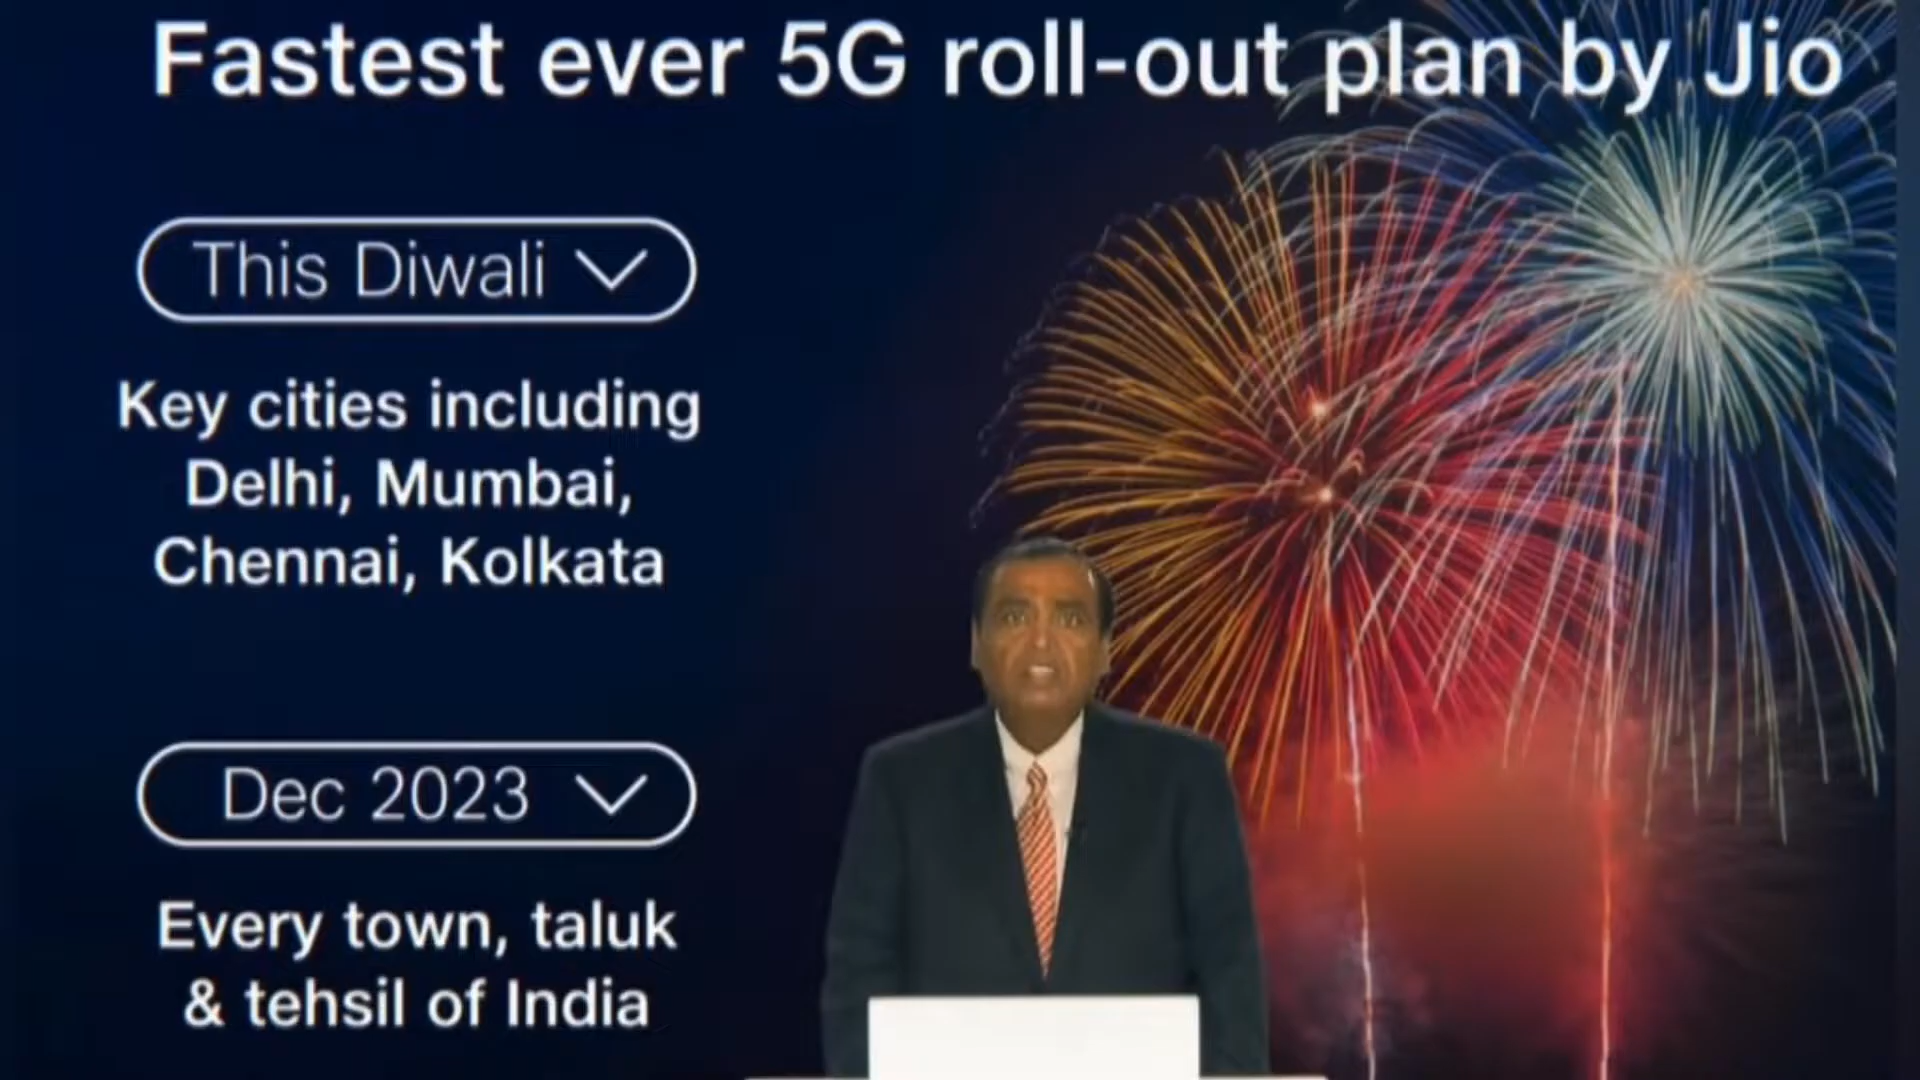 Fastest ever 5G roll-out plan by Jio
This Diwali
Key cities including
Delhi, Mumbai,
Chennai, Kolkata
Dec 2023
Every town, taluk
& tehsil of India